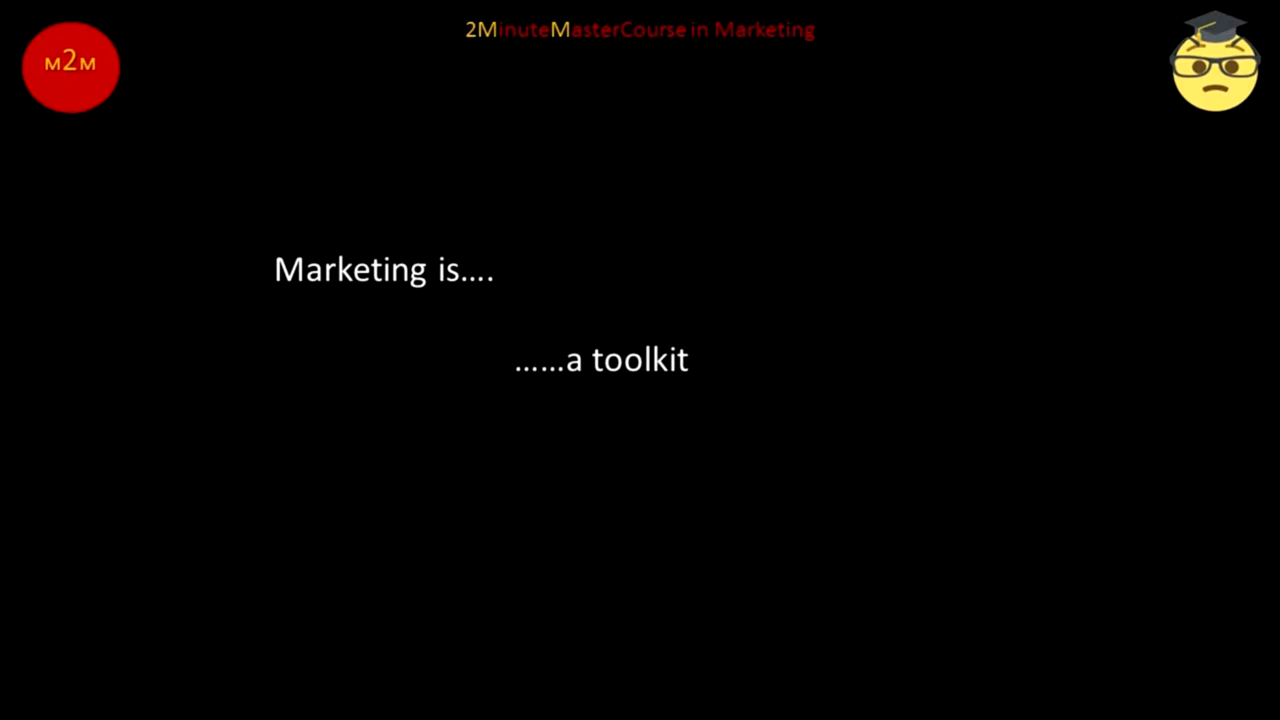 2MinuteMasterCourse in Marketing
M2M
Marketing is....
......a toolkit